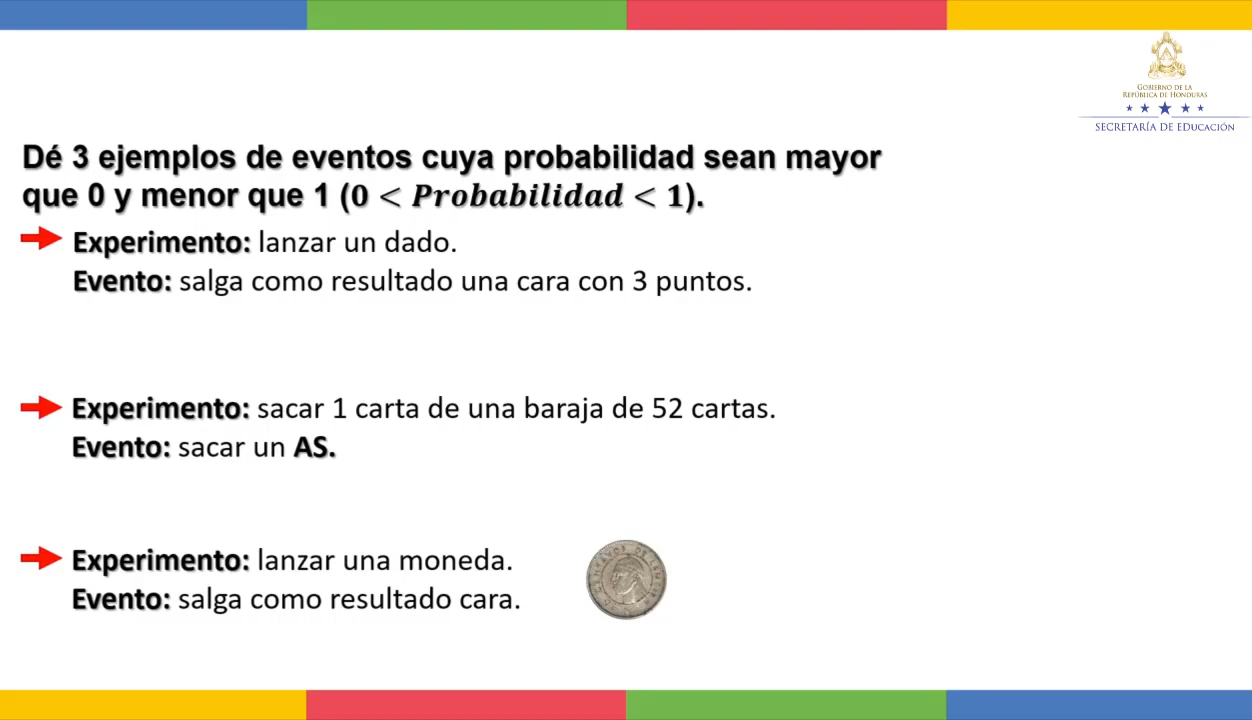 GOBIERNO DE LA
REPÚBLICA DE HONDURAS
SECRETARÍA DE EDUCACIÓN
Dé 3 ejemplos de eventos cuya probabilidad sean mayor
que 0 y menor que 1 (0 < Probabilidad < 1).
Experimento: lanzar un dado.
Evento: salga como resultado una cara con 3 puntos.
Experimento: sacar 1 carta de una baraja de 52 cartas.
Evento: sacar un AS.
Experimento: lanzar una moneda.
Evento: salga como resultado cara.